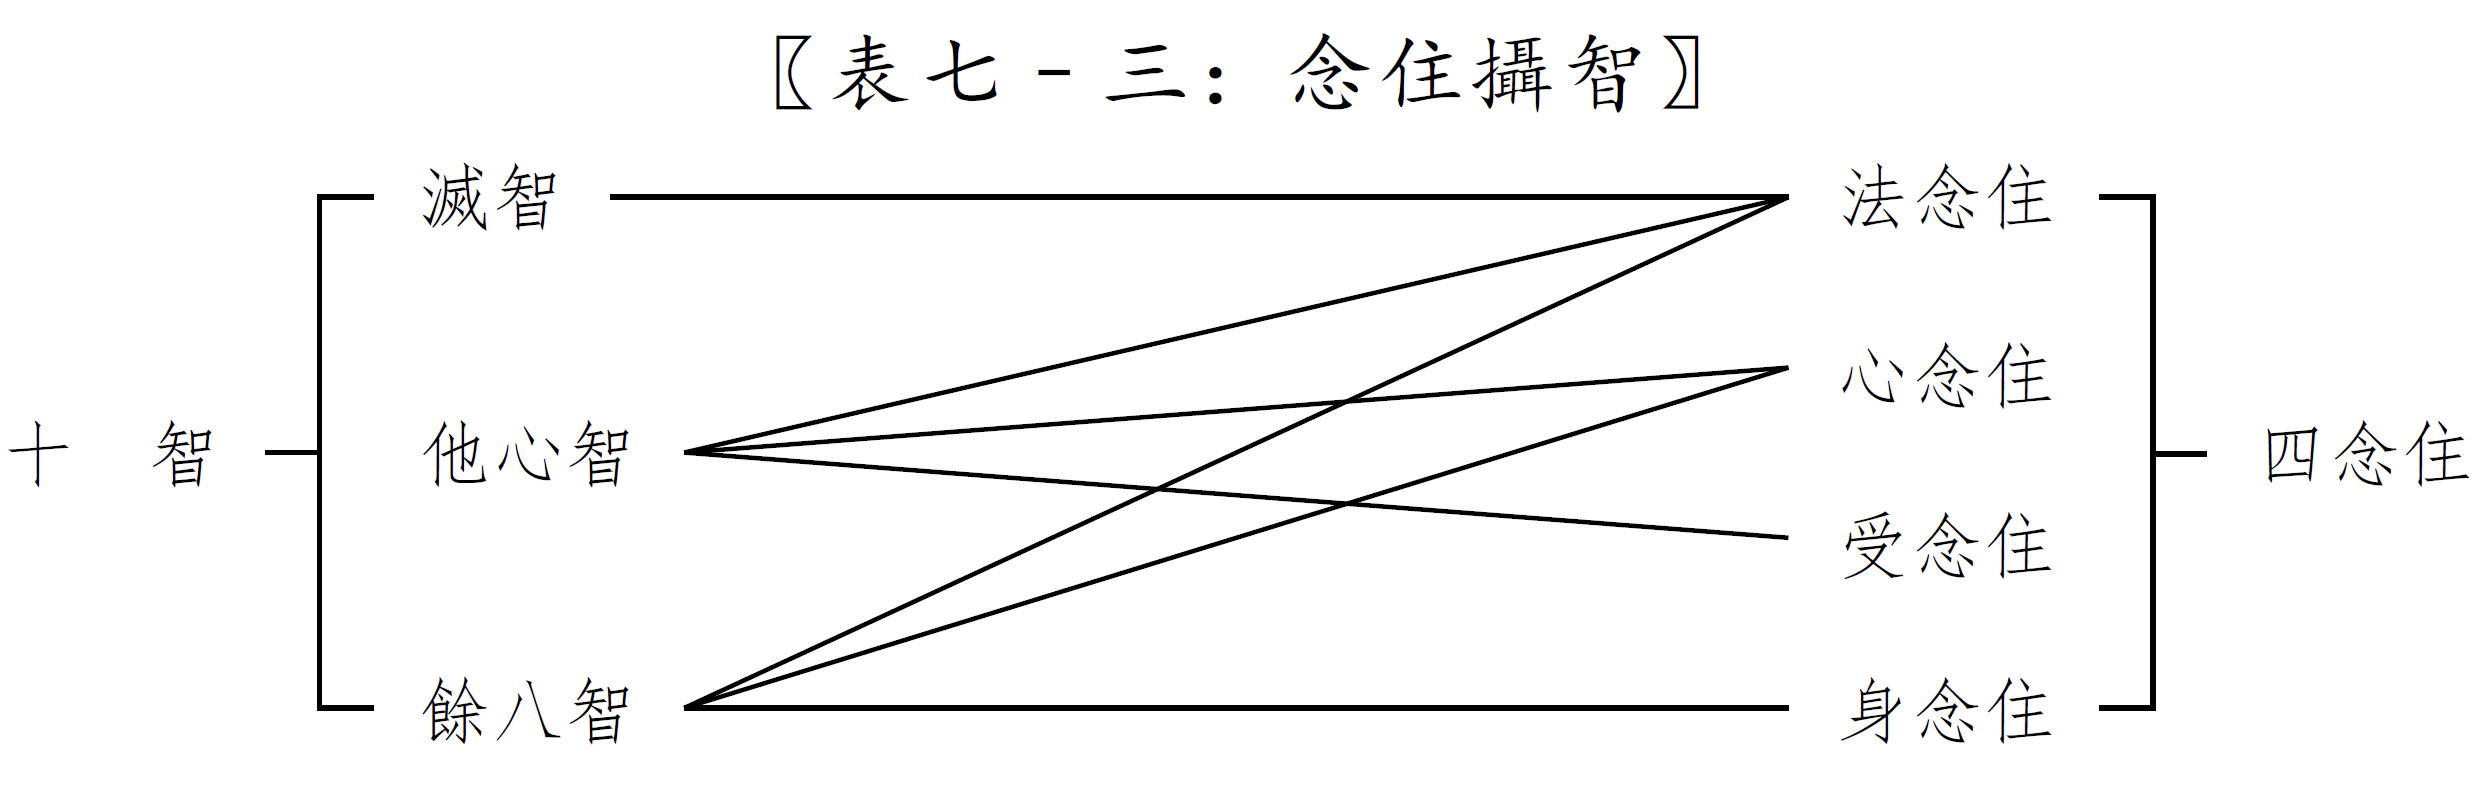 〖表七-三：念住攝智〗
滅智 法念住
心念住
十 智 他心智 四念住
受念住
餘八智 身念住